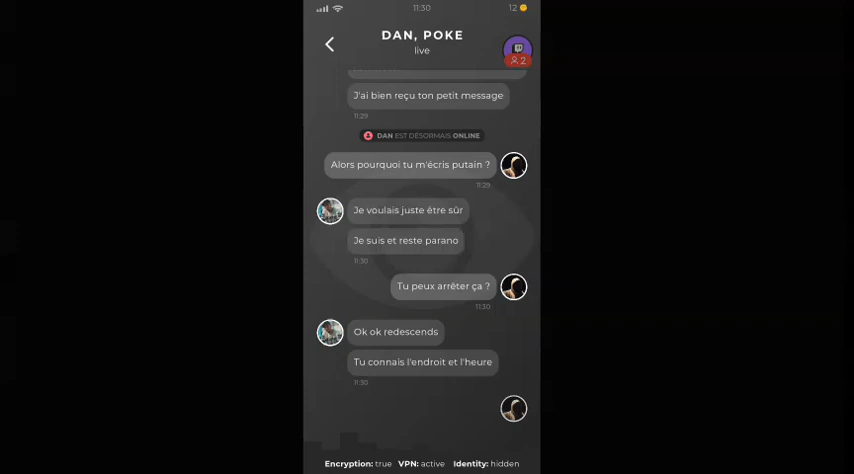 11:30
12
DAN, POKE
live
2
J'ai bien reçu ton petit message
11:29
DAN EST DÉSORMAIS ONLINE
Alors pourquoi tu m'écris putain ?
11:29
Je voulais juste être sûr
Je suis et reste parano
11:30
Tu peux arrêter ça ?
11:30
Ok ok redescends
Tu connais l'endroit et l'heure
11:30
Encryption: true VPN: active Identity: hidden